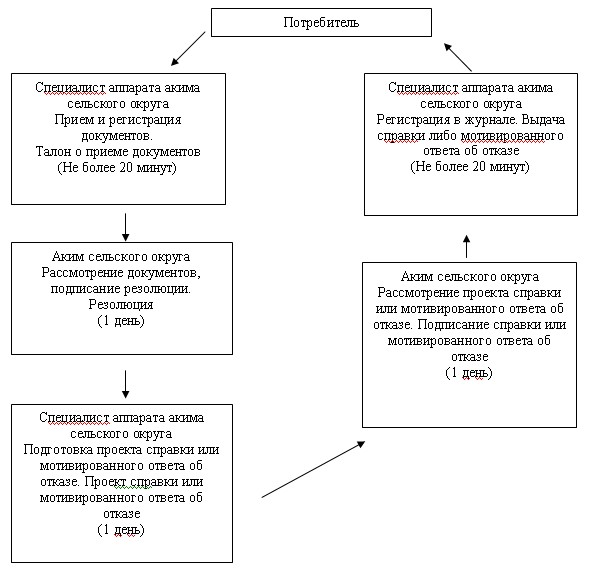 Потребитель
Специалист аппарата акима
сельского округа
Прием и регистрация
документов.
Талон о приеме документов
(Не более 20 минут)
Аким сельского округа
Рассмотрение документов,
подписание резолюции.
Резолюция
(1 день)
Специалист аппарата акима
сельского округа
Подготовка проекта справки или
мотивированного ответа об
отказе. Проект справки или
мотивированного ответа об
отказе
(1 день)
Аким сельского округа
Рассмотрение проекта справки
или мотивированного ответа об
отказе. Подписание справки или
мотивированного ответа об
отказе
(1 день)
Специалист аппарата акима
сельского округа
Регистрация в журнале. Выдача
справки либо мотивированного
ответа об отказе
(Не более 20 минут)